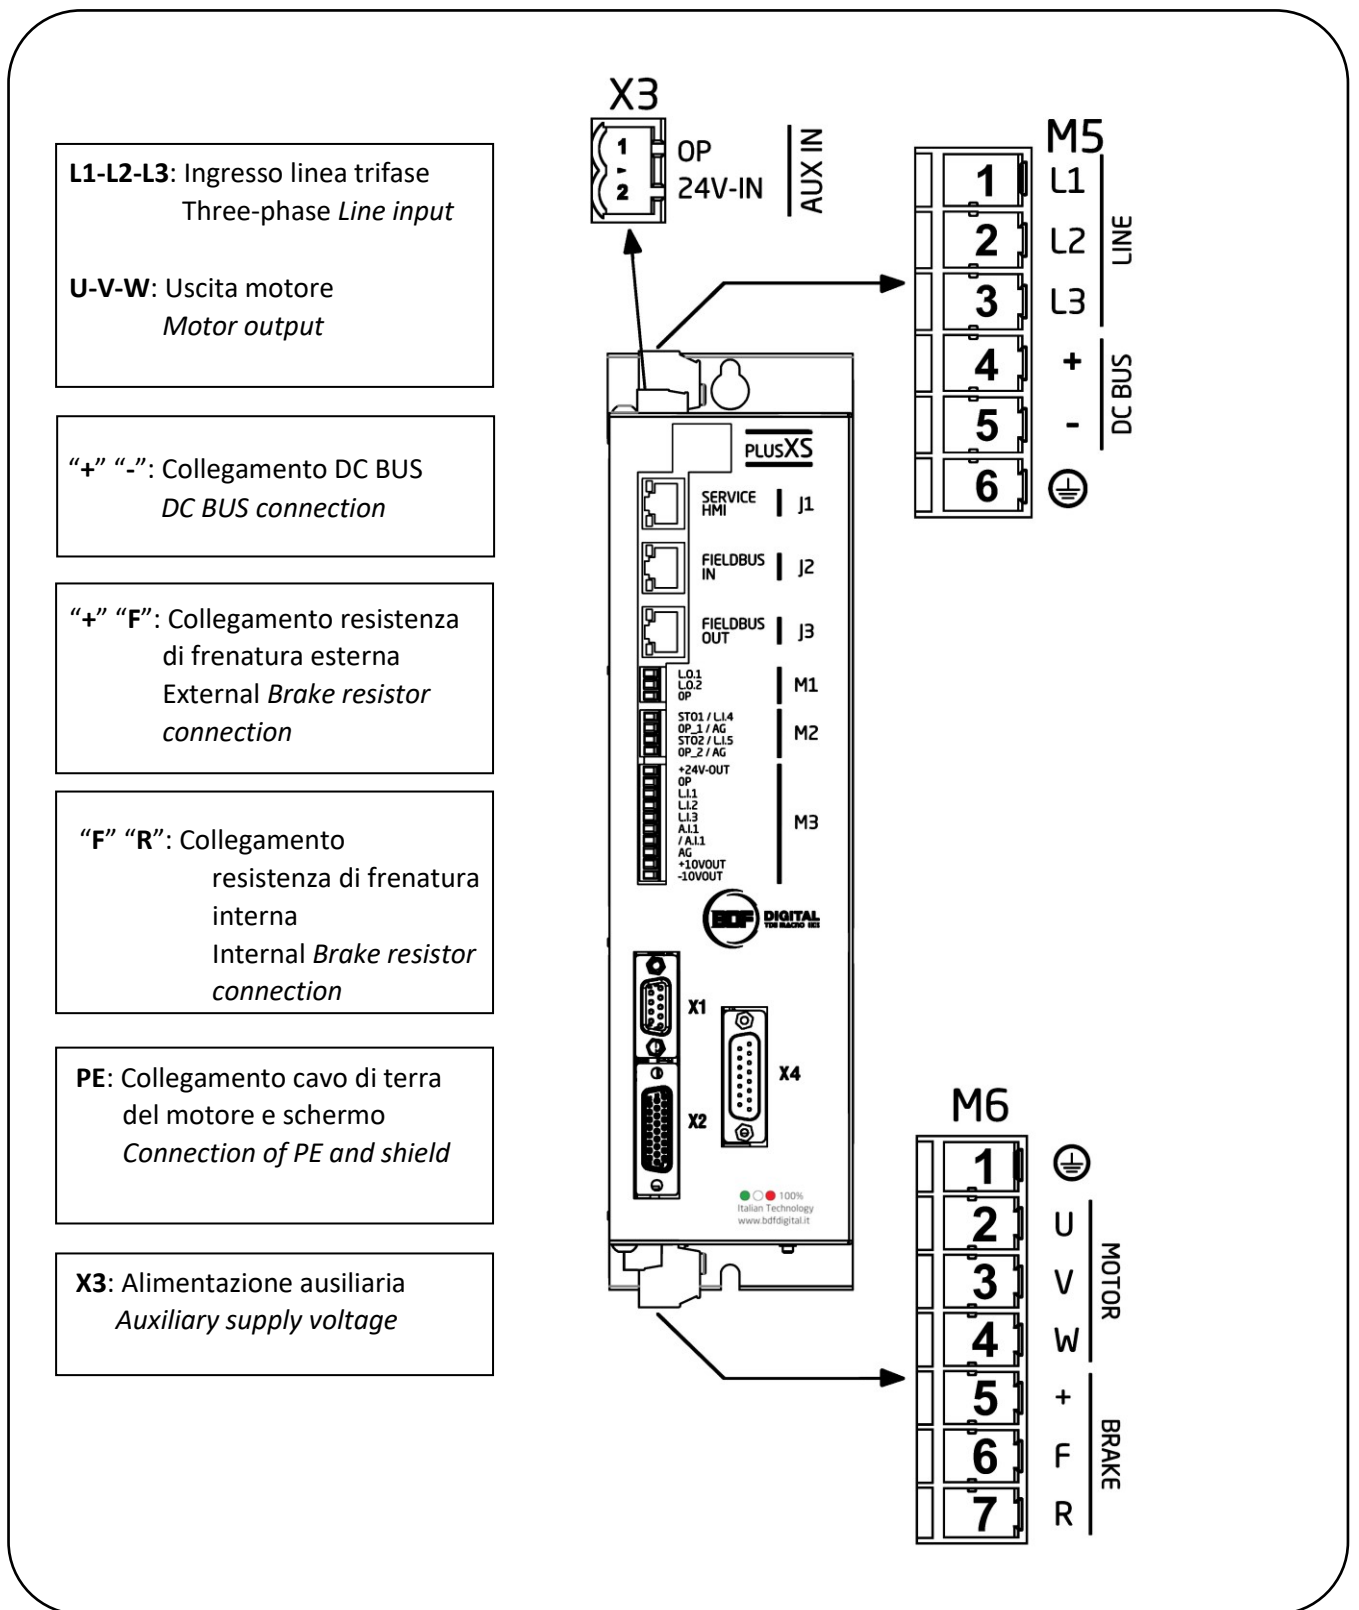 L1-L2-L3: Ingresso linea trifase
Three-phase Line input
U-V-W: Uscita motore
Motor output
“+” “-”: Collegamento DC BUS
DC BUS connection
“+” “F”: Collegamento resistenza
di frenatura esterna
External Brake resistor
connection
“F” “R”: Collegamento
resistenza di frenatura
interna
Internal Brake resistor
connection
PE: Collegamento cavo di terra
del motore e schermo
Connection of PE and shield
X3: Alimentazione ausiliaria
Auxiliary supply voltage
X3
1 0P
2 24V-IN
AUX IN
M5
1 L1
2 L2
3 L3
LINE
4 +
5 -
DC BUS
6
PLUSXS
SERVICE
HMI
J1
FIELDBUS
IN
J2
FIELDBUS
OUT
J3
L.O.1
L.O.2
0P
M1
STO1 / L.I.4
0P_1 / AG
STO2 / L.I.5
0P_2 / AG
M2
+24V-OUT
0P
L.I.1
L.I.2
L.I.3
A.I.1
/ A.I.1
AG
+10VOUT
-10VOUT
M3
BDF DIGITAL
X1
X2
X4
100%
Italian Technology
www.bdfdigital.it
M6
1
2 U
3 V
4 W
MOTOR
5 +
6 F
7 R
BRAKE